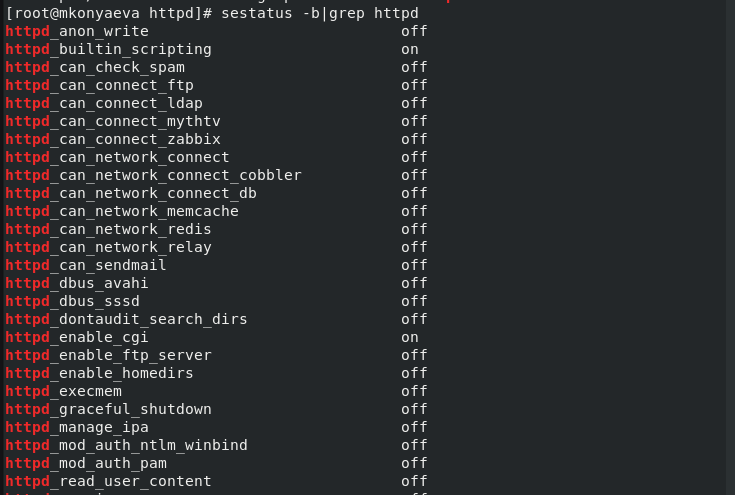 [root@mkonyaeva httpd]# sestatus -b|grep httpd
httpd_anon_write off
httpd_builtin_scripting on
httpd_can_check_spam off
httpd_can_connect_ftp off
httpd_can_connect_ldap off
httpd_can_connect_mythtv off
httpd_can_connect_zabbix off
httpd_can_network_connect off
httpd_can_network_connect_cobbler off
httpd_can_network_connect_db off
httpd_can_network_memcache off
httpd_can_network_redis off
httpd_can_network_relay off
httpd_can_sendmail off
httpd_dbus_avahi off
httpd_dbus_sssd off
httpd_dontaudit_search_dirs off
httpd_enable_cgi on
httpd_enable_ftp_server off
httpd_enable_homedirs off
httpd_execmem off
httpd_graceful_shutdown off
httpd_manage_ipa off
httpd_mod_auth_ntlm_winbind off
httpd_mod_auth_pam off
httpd_read_user_content off